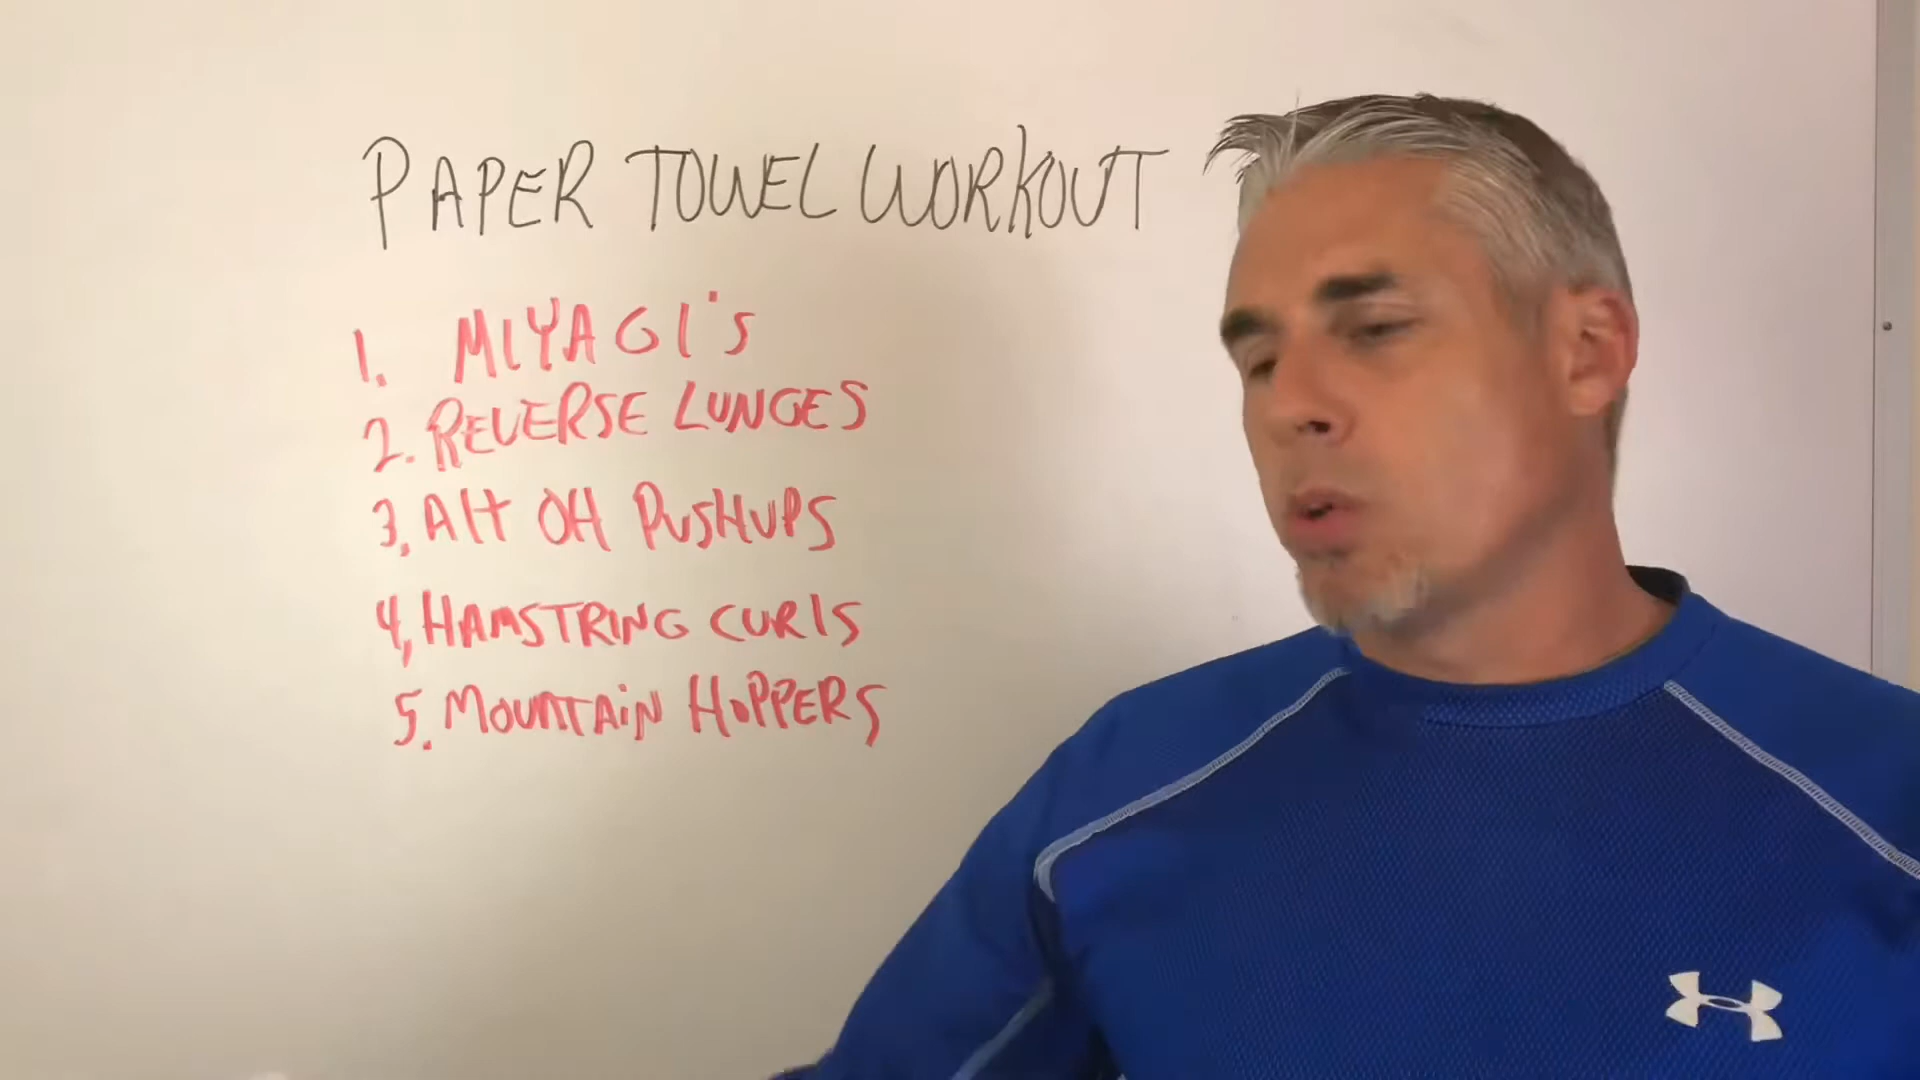 PAPER TOWEL WORKOUT
1. MIYAGI'S
2. REVERSE LUNGES
3. Alt OH PUSHUPS
4. HAMSTRING CURlS
5. MOUNTAiN HOPPERS